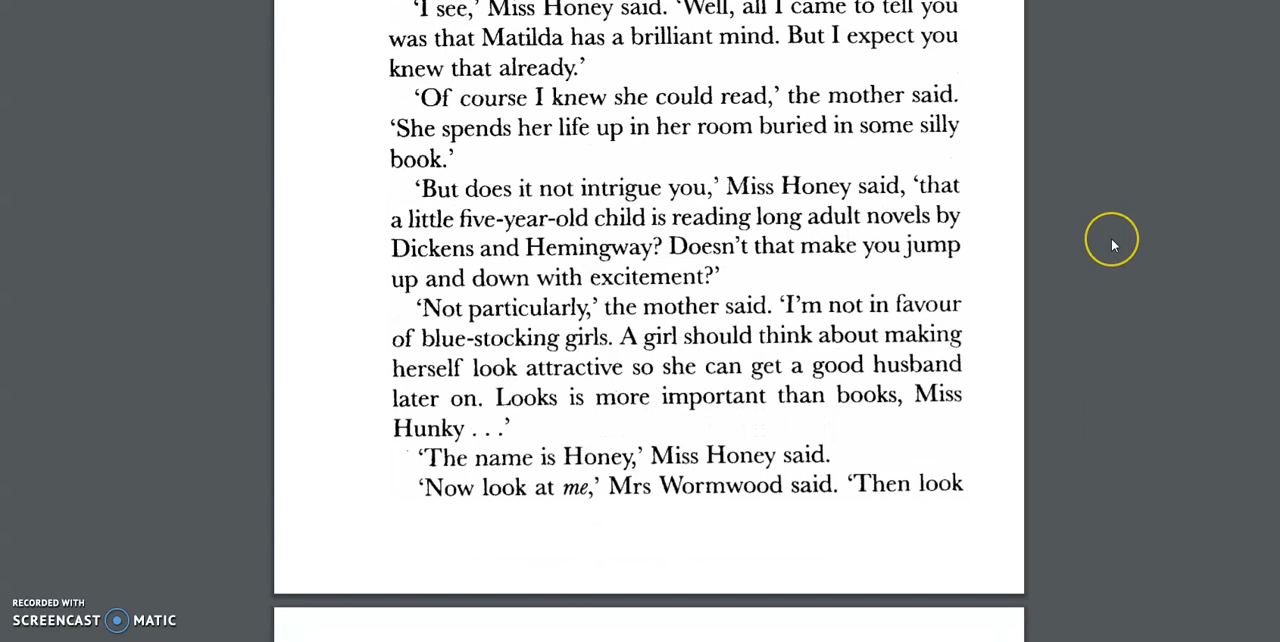 ‘I see,’ Miss Honey said. ‘Well, all I came to tell you
was that Matilda has a brilliant mind. But I expect you
knew that already.’
‘Of course I knew she could read,’ the mother said.
‘She spends her life up in her room buried in some silly
book.’
‘But does it not intrigue you,’ Miss Honey said, ‘that
a little five-year-old child is reading long adult novels by
Dickens and Hemingway? Doesn’t that make you jump
up and down with excitement?’
‘Not particularly,’ the mother said. ‘I’m not in favour
of blue-stocking girls. A girl should think about making
herself look attractive so she can get a good husband
later on. Looks is more important than books, Miss
Hunky . . .’
‘The name is Honey,’ Miss Honey said.
‘Now look at me,’ Mrs Wormwood said. ‘Then look
RECORDED WITH
SCREENCAST MATIC